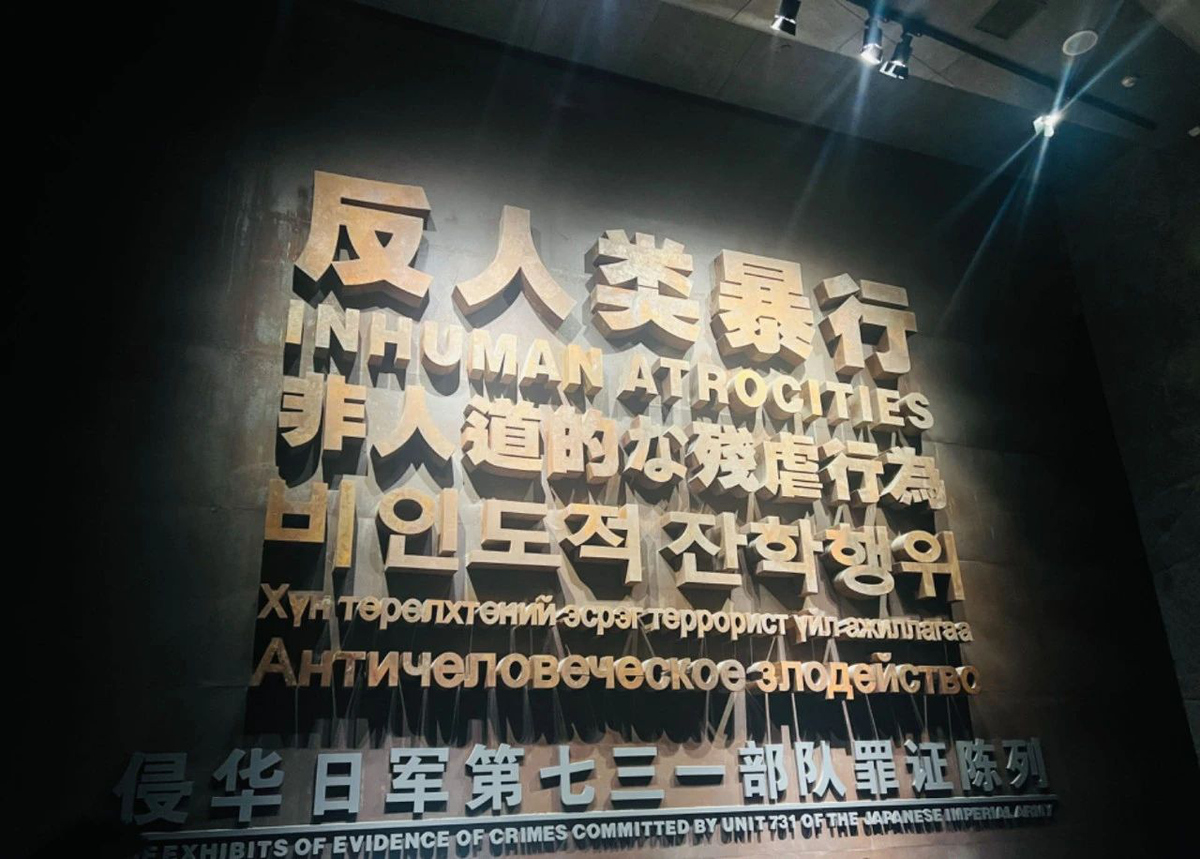 反人类暴行
INHUMAN ATROCITIES
非人道的な殘虐行為
비인도적 잔학행위
Хүн төрөлхтөний эсрэг террорист үйл ажиллагаа
Античеловеческое злодейство
侵华日军第七三一部队罪证陈列
EXHIBITS OF EVIDENCE OF CRIMES COMMITTED BY UNIT 731 OF THE JAPANESE IMPERIAL ARMY